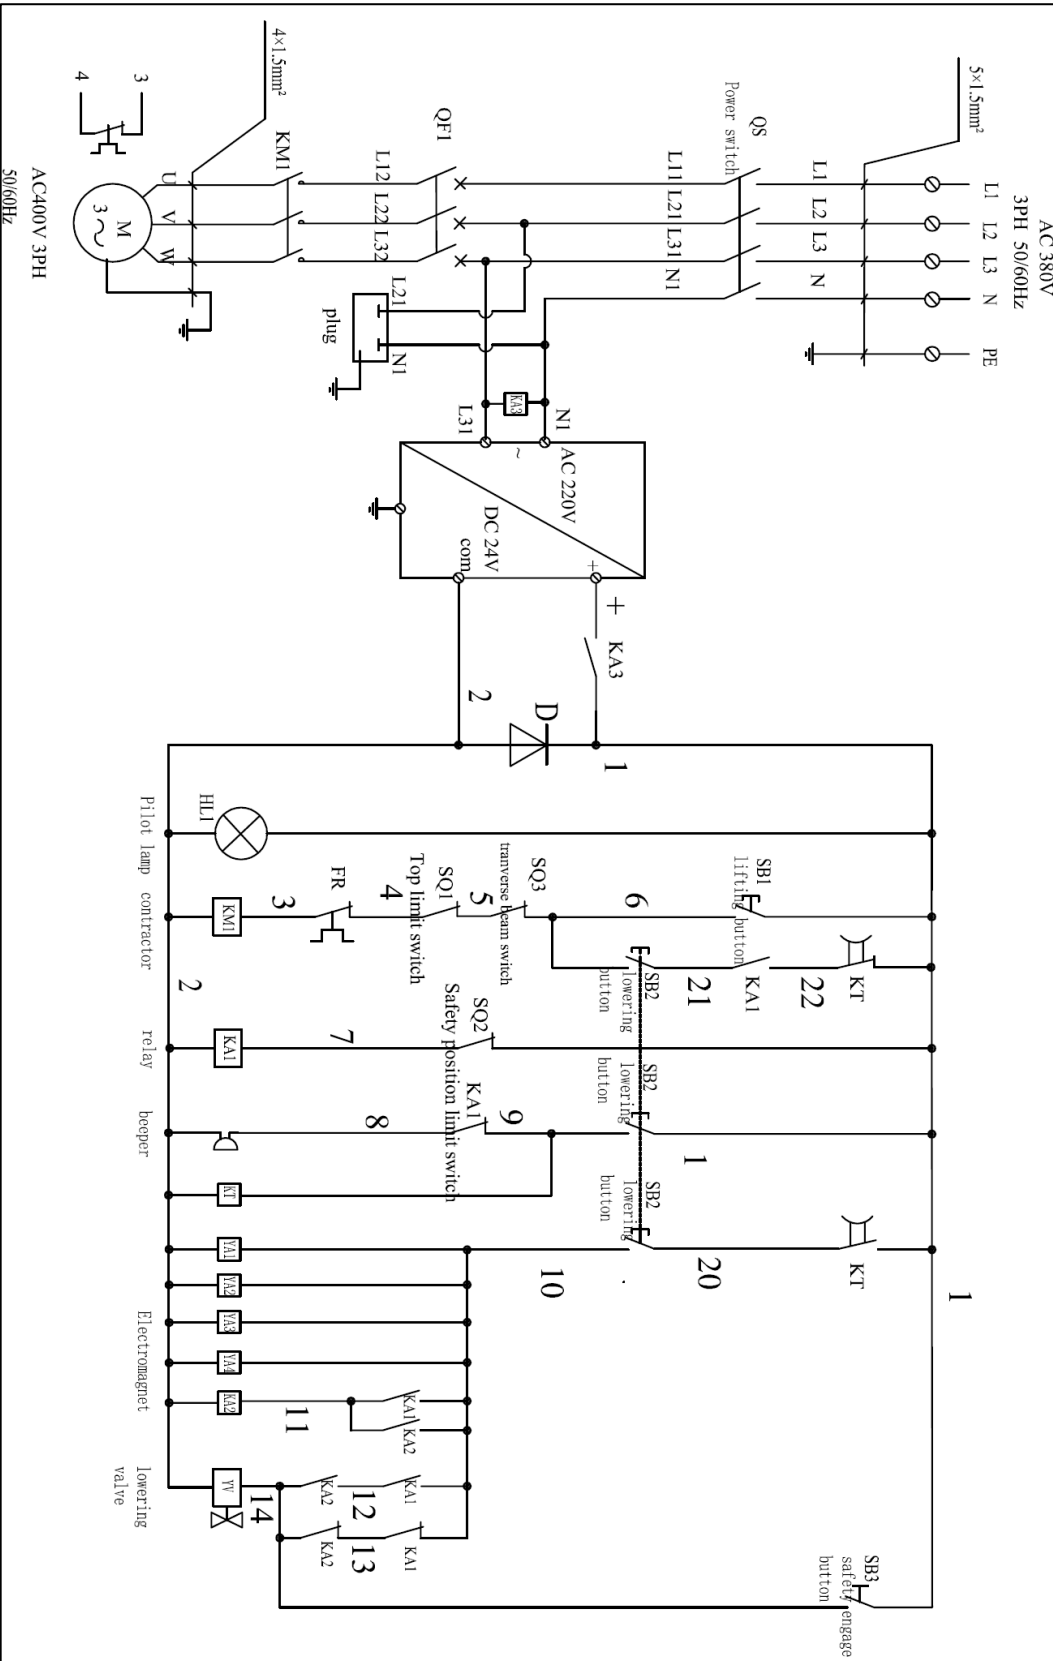 AC 380V
3PH 50/60Hz
L1
L2
L3
N
PE
5×1.5mm²
L1
L2
L3
N
QS
Power switch
L11
L21
L31
N1
QF1
L12
L22
L32
KM1
4×1.5mm²
U
V
W
M
3
3
4
AC400V 3PH
50/60Hz
L21
N1
plug
KA3
L31
N1
~
AC 220V
DC 24V
com
+
+
KA3
2
D
1
HL1
Pilot lamp
SB1
lifting button
6
SQ3
tranverse beam switch
5
SQ1
Top limit switch
4
FR
3
KM1
contractor
2
KT
22
KA1
21
SB2
lowering
button
SQ2
Safety position limit switch
7
KA1
relay
SB2
lowering
button
1
9
KA1
8
beeper
KT
KT
20
SB2
lowering
button
10
1
YA1
YA2
YA3
YA4
KA2
Electromagnet
11
KA1
KA2
KA1
12
KA2
KA1
13
KA2
14
YV
lowering
valve
SB3
safety engage
button